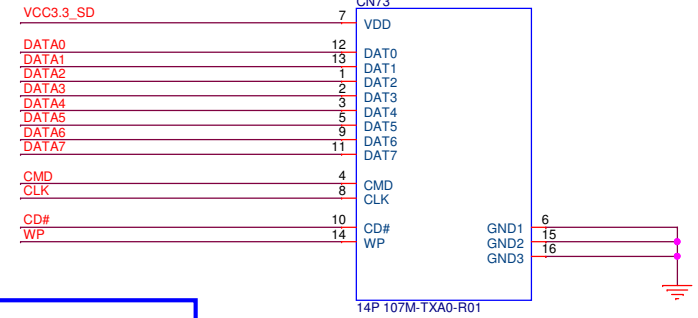 CN73
VCC3.3_SD 7 VDD
DATA0 12 DAT0
DATA1 13 DAT1
DATA2 1 DAT2
DATA3 2 DAT3
DATA4 3 DAT4
DATA5 5 DAT5
DATA6 9 DAT6
DATA7 11 DAT7
CMD 4 CMD
CLK 8 CLK
CD# 10 CD# GND1 6
WP 14 WP GND2 15
GND3 16
14P 107M-TXA0-R01